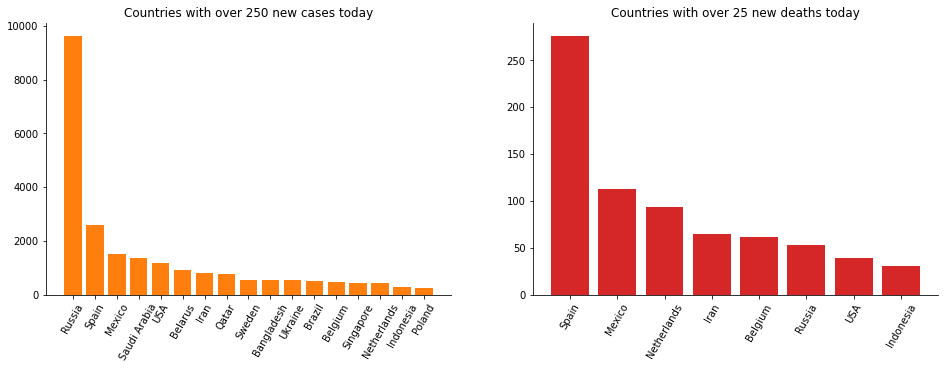 Countries with over 250 new cases today
10000
8000
6000
4000
2000
0
Russia
Spain
Mexico
Saudi Arabia
USA
Belarus
Iran
Qatar
Sweden
Bangladesh
Ukraine
Brazil
Belgium
Singapore
Netherlands
Indonesia
Poland
Countries with over 25 new deaths today
250
200
150
100
50
0
Spain
Mexico
Netherlands
Iran
Belgium
Russia
USA
Indonesia